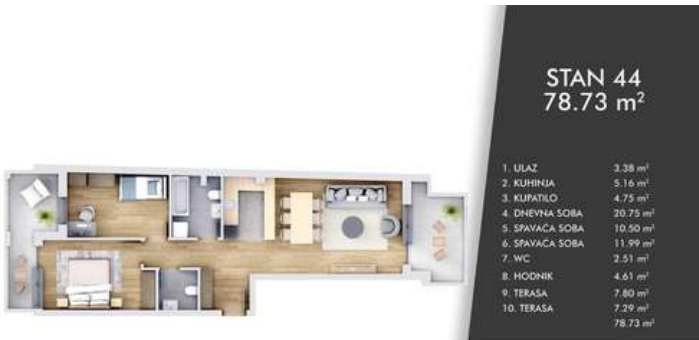 STAN 44
78.73 m²
1. ULAZ 3.38 m²
2. KUHINJA 5.16 m²
3. KUPATILO 4.75 m²
4. DNEVNA SOBA 20.75 m²
5. SPAVAĆA SOBA 10.50 m²
6. SPAVAĆA SOBA 11.99 m²
7. WC 2.51 m²
8. HODNIK 4.61 m²
9. TERASA 7.80 m²
10. TERASA 7.29 m²
78.73 m²